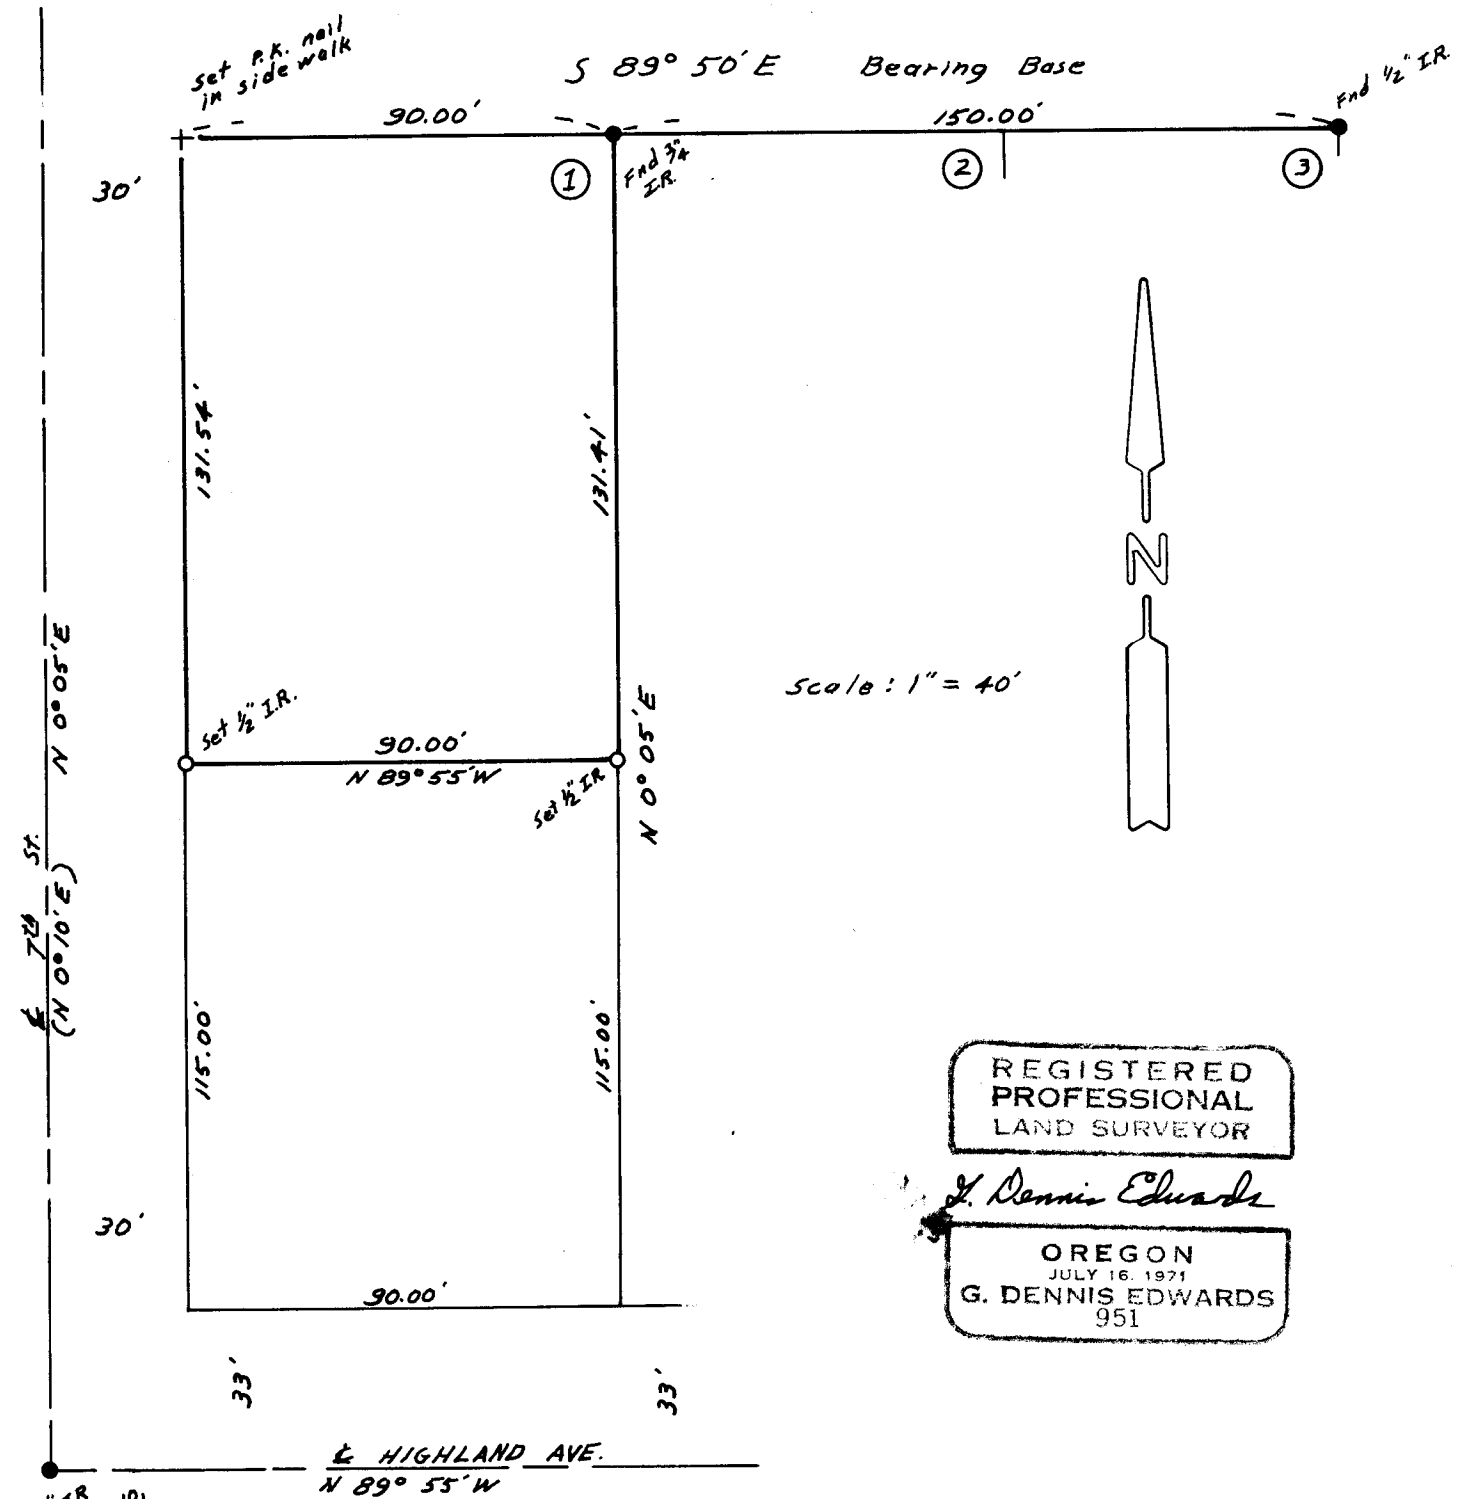 Set P.K. nail
in sidewalk
S 89° 50' E Bearing Base
Fnd 1/2" I.R.
90.00'
150.00'
30'
1
Fnd 3/4"
I.R.
2
3
131.54'
131.41'
N 0° 05' E
Set 1/2" I.R.
90.00'
N 89° 55' W
Set 1/2" I.R.
N 0° 05' E
Scale: 1" = 40'
N
℄ 7th St.
(N 0° 10' E)
115.00'
115.00'
REGISTERED
PROFESSIONAL
LAND SURVEYOR
G. Dennis Edwards
OREGON
JULY 16, 1971
G. DENNIS EDWARDS
951
30'
90.00'
33'
33'
℄ HIGHLAND AVE.
N 89° 55' W